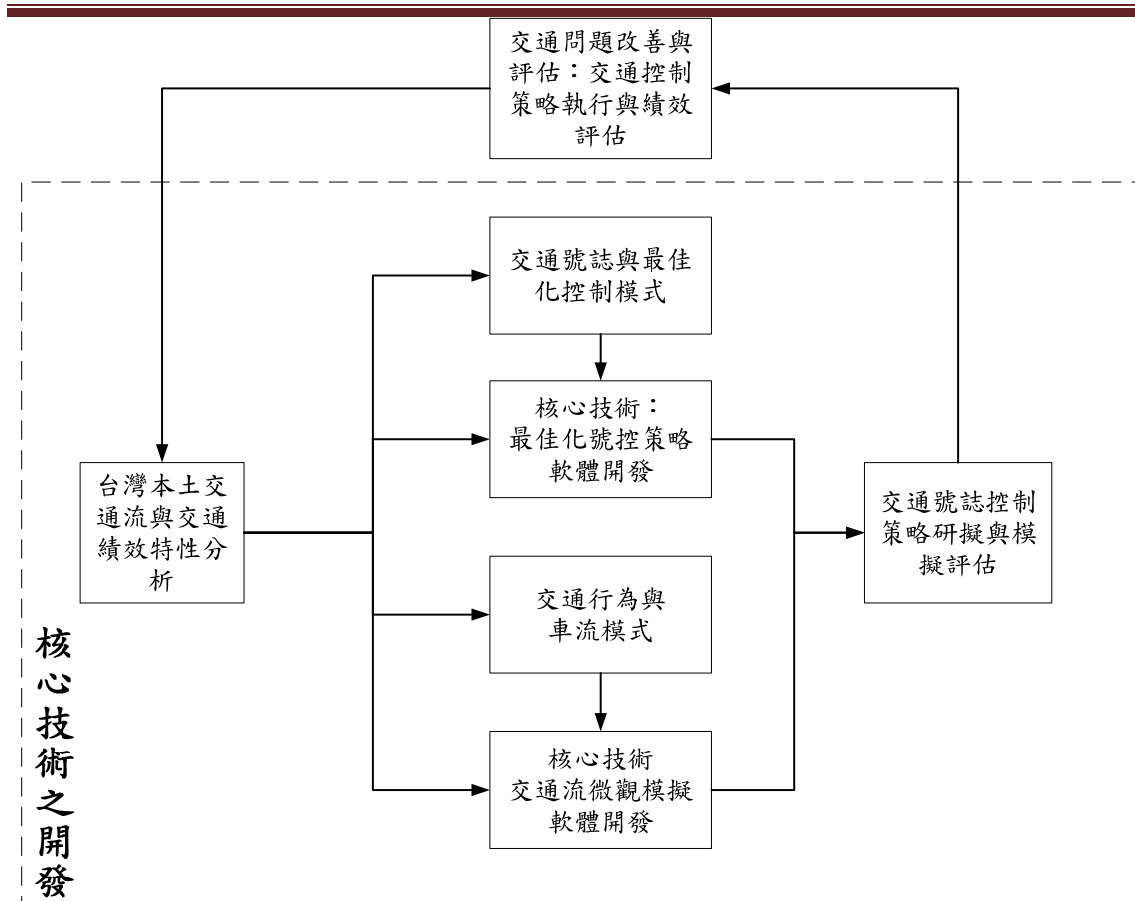 交通問題改善與
評估：交通控制
策略執行與績效
評估
交通號誌與最佳
化控制模式
核心技術：
最佳化號控策略
軟體開發
台灣本土交
通流與交通
績效特性分
析
交通號誌控制
策略研擬與模
擬評估
交通行為與
車流模式
核心技術
交通流微觀模擬
軟體開發
核心技術之開發